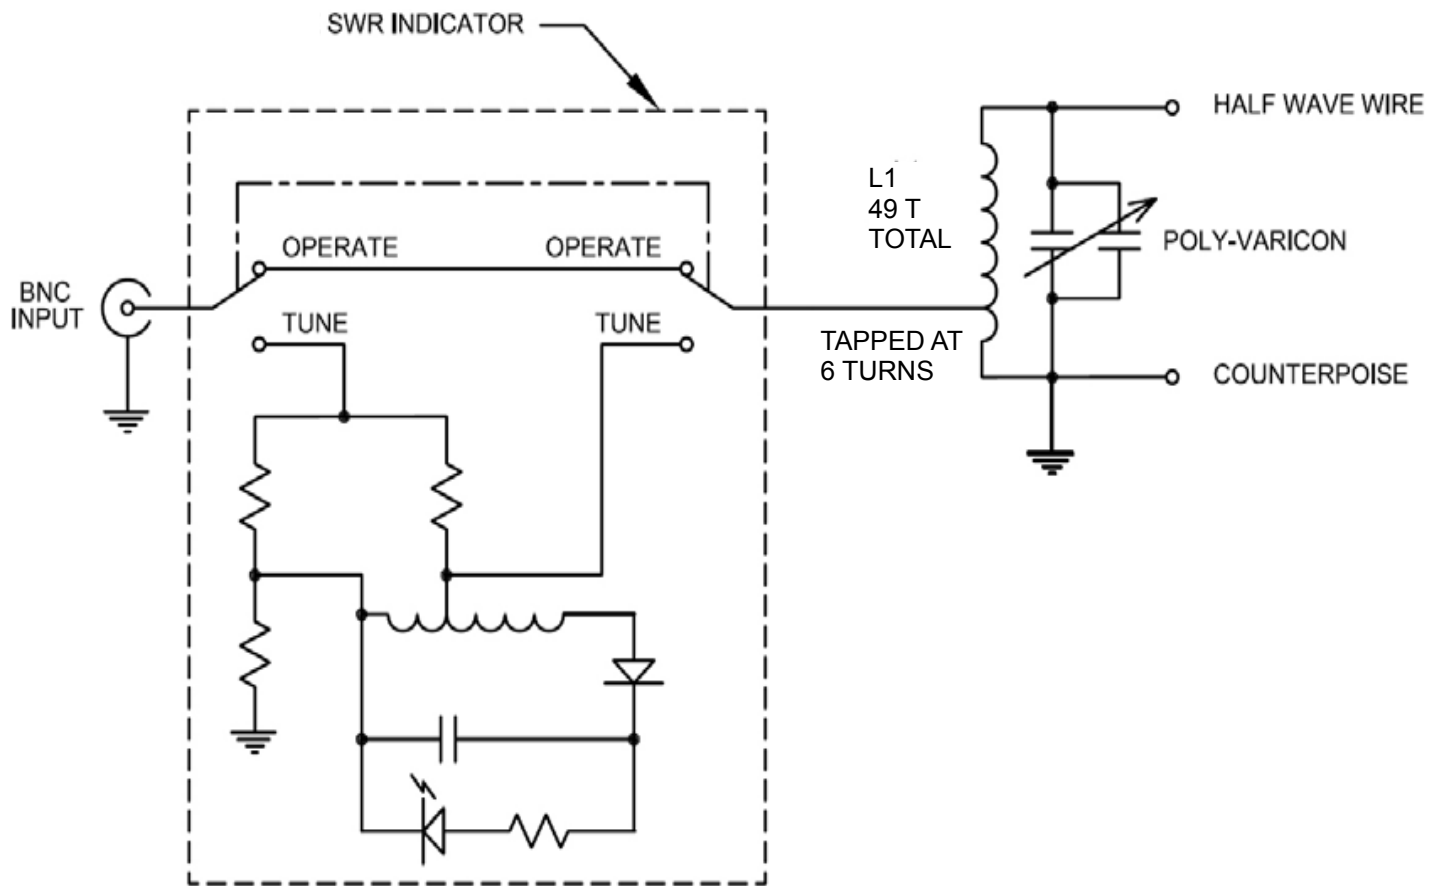 SWR INDICATOR
HALF WAVE WIRE
L1
49 T
TOTAL
POLY-VARICON
OPERATE
OPERATE
BNC
INPUT
TUNE
TUNE
TAPPED AT
6 TURNS
COUNTERPOISE